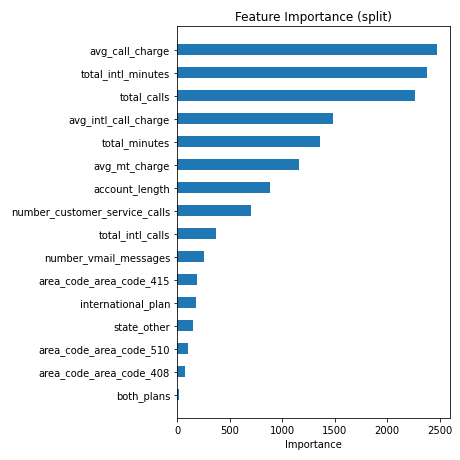 Feature Importance (split)
avg_call_charge
total_intl_minutes
total_calls
avg_intl_call_charge
total_minutes
avg_mt_charge
account_length
number_customer_service_calls
total_intl_calls
number_vmail_messages
area_code_area_code_415
international_plan
state_other
area_code_area_code_510
area_code_area_code_408
both_plans
0 500 1000 1500 2000 2500
Importance